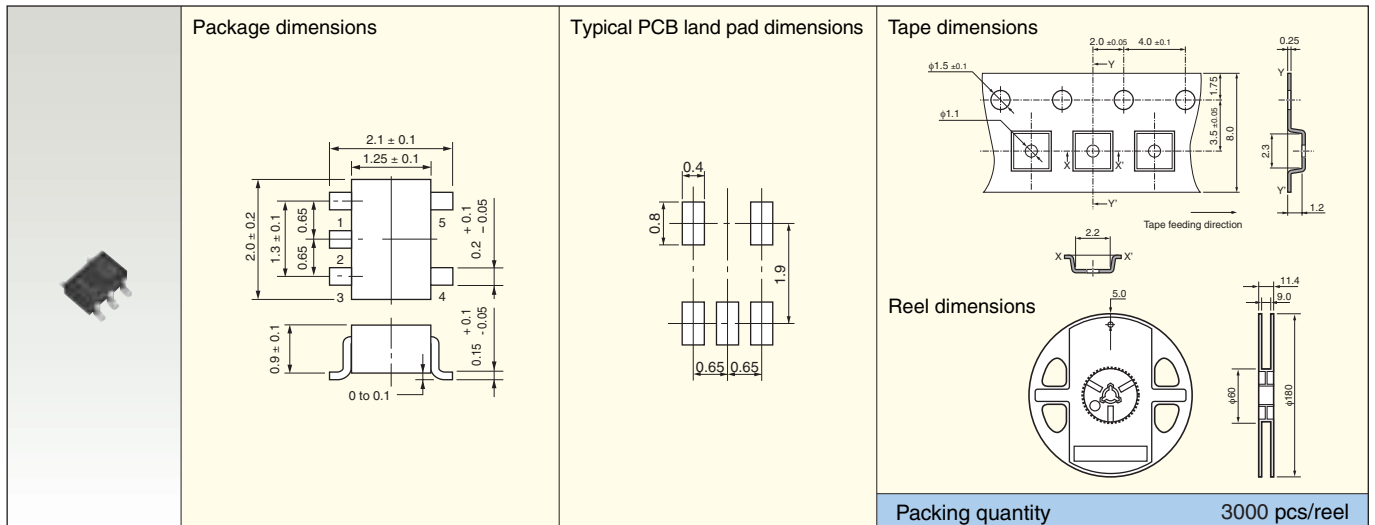 Package dimensions
2.1 ± 0.1
1.25 ± 0.1
2.0 ± 0.2
1.3 ± 0.1
0.65
0.65
1
2
3
5
4
0.2 + 0.1 - 0.05
0.9 ± 0.1
0.15 + 0.1 - 0.05
0 to 0.1
Typical PCB land pad dimensions
0.4
0.8
1.9
0.65 0.65
Tape dimensions
2.0 ±0.05
4.0 ±0.1
0.25
ϕ1.5 ±0.1
Y
Y
1.75
ϕ1.1
3.5 ±0.05
8.0
2.3
X
X'
Y'
Y'
1.2
Tape feeding direction
2.2
X
X'
Reel dimensions
5.0
11.4
9.0
ϕ60
ϕ180
Packing quantity 3000 pcs/reel